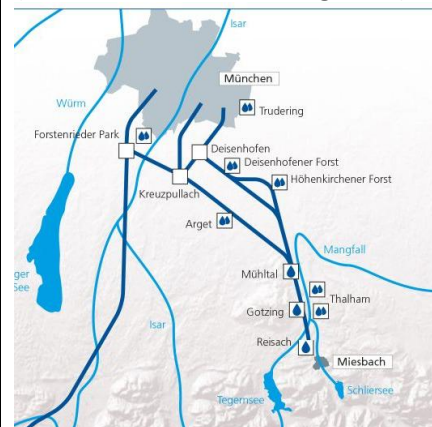 Isar
München
Würm
Trudering
Forstenrieder Park
Deisenhofen
Deisenhofener Forst
Höhenkirchener Forst
Kreuzpullach
Arget
Mangfall
Mühltal
ger
See
Thalham
Gotzing
Isar
Reisach
Miesbach
Schliersee
Tegernsee